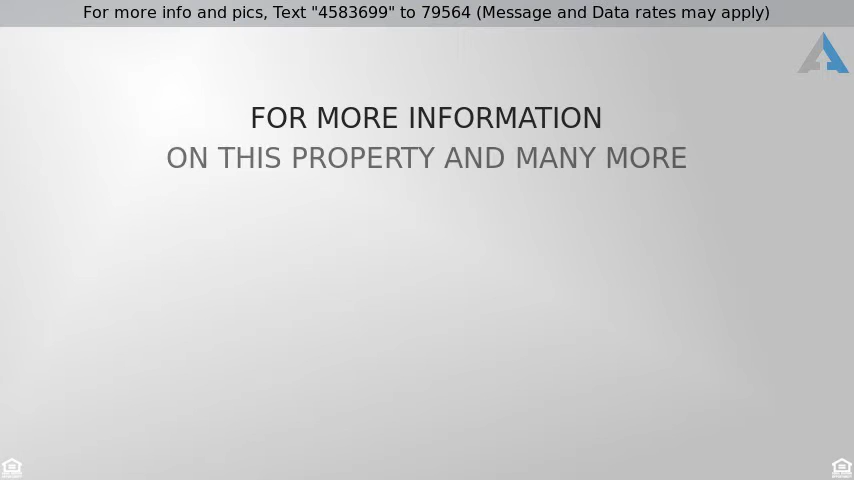 For more info and pics, Text "4583699" to 79564 (Message and Data rates may apply)
FOR MORE INFORMATION
ON THIS PROPERTY AND MANY MORE